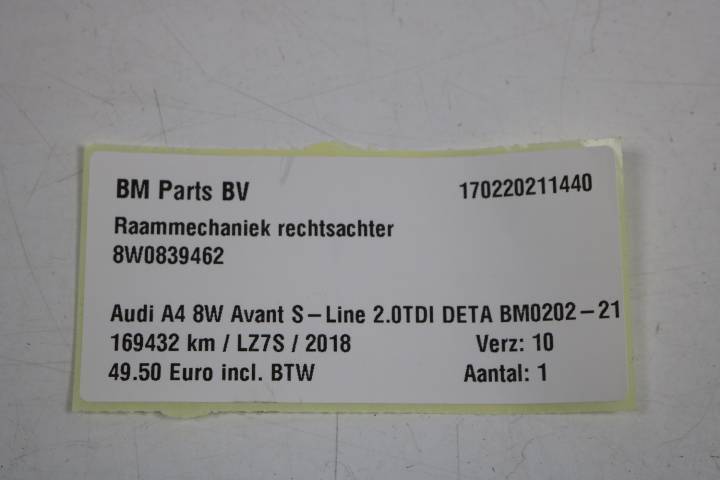 BM Parts BV 170220211440
Raammechaniek rechtsachter
8W0839462
Audi A4 8W Avant S-Line 2.0TDI DETA BM0202-21
169432 km / LZ7S / 2018 Verz: 10
49.50 Euro incl. BTW Aantal: 1